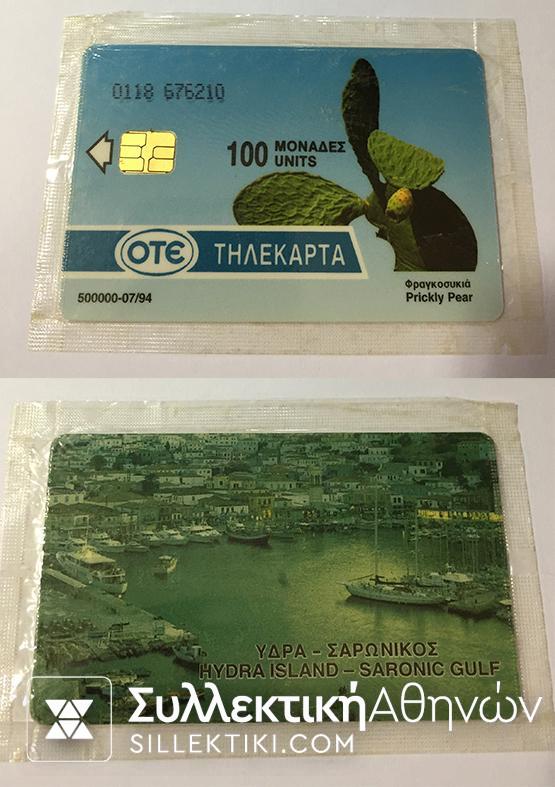 0118 676210
100 ΜΟΝΑΔΕΣ
UNITS
OTE ΤΗΛΕΚΑΡΤΑ
500000-07/94
Φραγκοσυκιά
Prickly Pear
ΥΔΡΑ - ΣΑΡΩΝΙΚΟΣ
HYDRA ISLAND - SARONIC GULF
ΣυλλεκτικήΑθηνών
SILLEKTIKI.COM